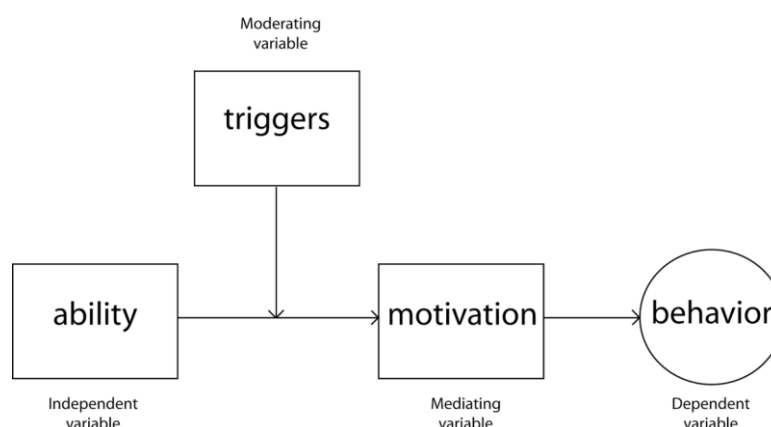 Moderating
variable
triggers
ability
motivation
behavior
Independent
variable
Mediating
variable
Dependent
variable